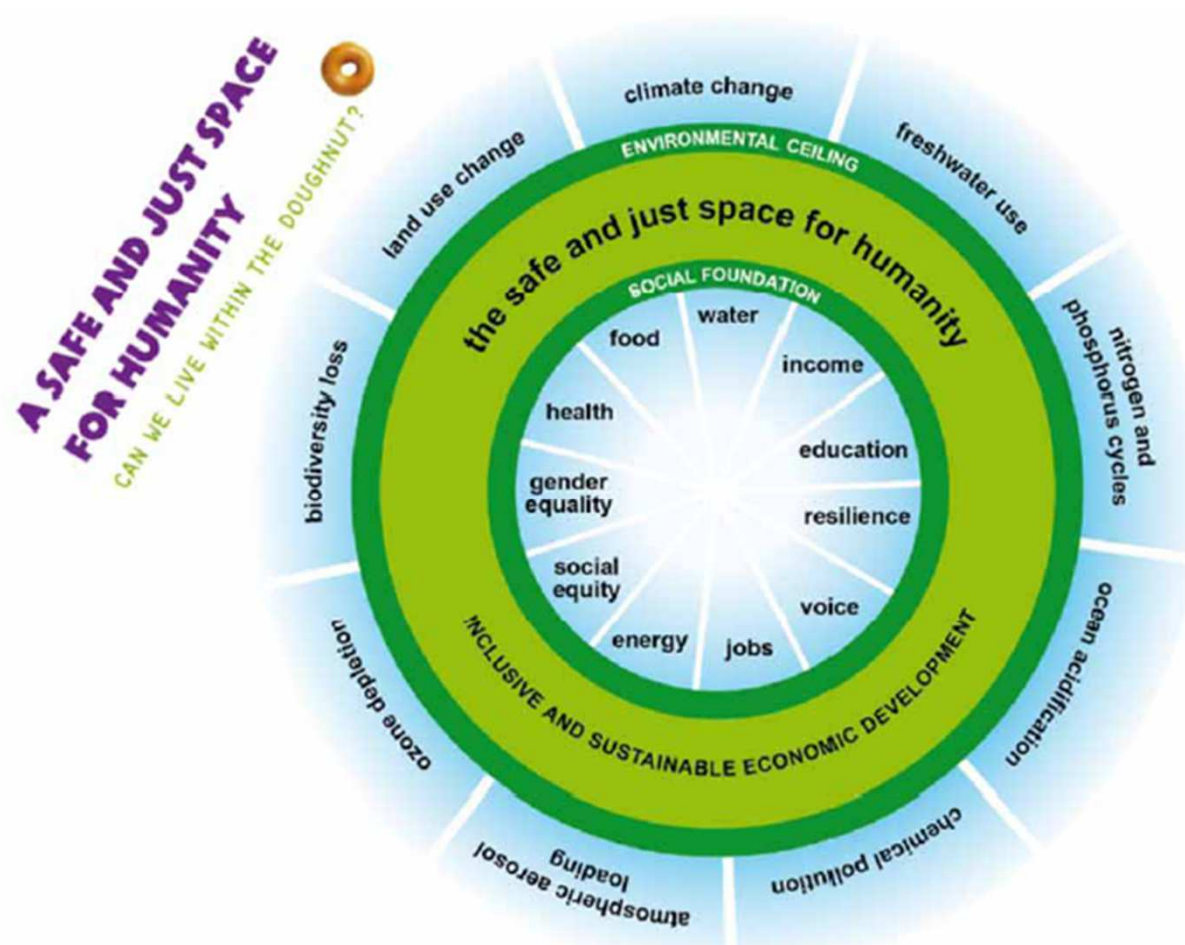 A SAFE AND JUST SPACE
FOR HUMANITY
CAN WE LIVE WITHIN THE DOUGHNUT?
climate change
freshwater use
nitrogen and
phosphorus cycles
ocean acidification
chemical pollution
atmospheric aerosol
loading
ozone depletion
biodiversity loss
land use change
ENVIRONMENTAL CEILING
the safe and just space for humanity
SOCIAL FOUNDATION
water
income
education
resilience
voice
jobs
energy
social
equity
gender
equality
health
food
INCLUSIVE AND SUSTAINABLE ECONOMIC DEVELOPMENT